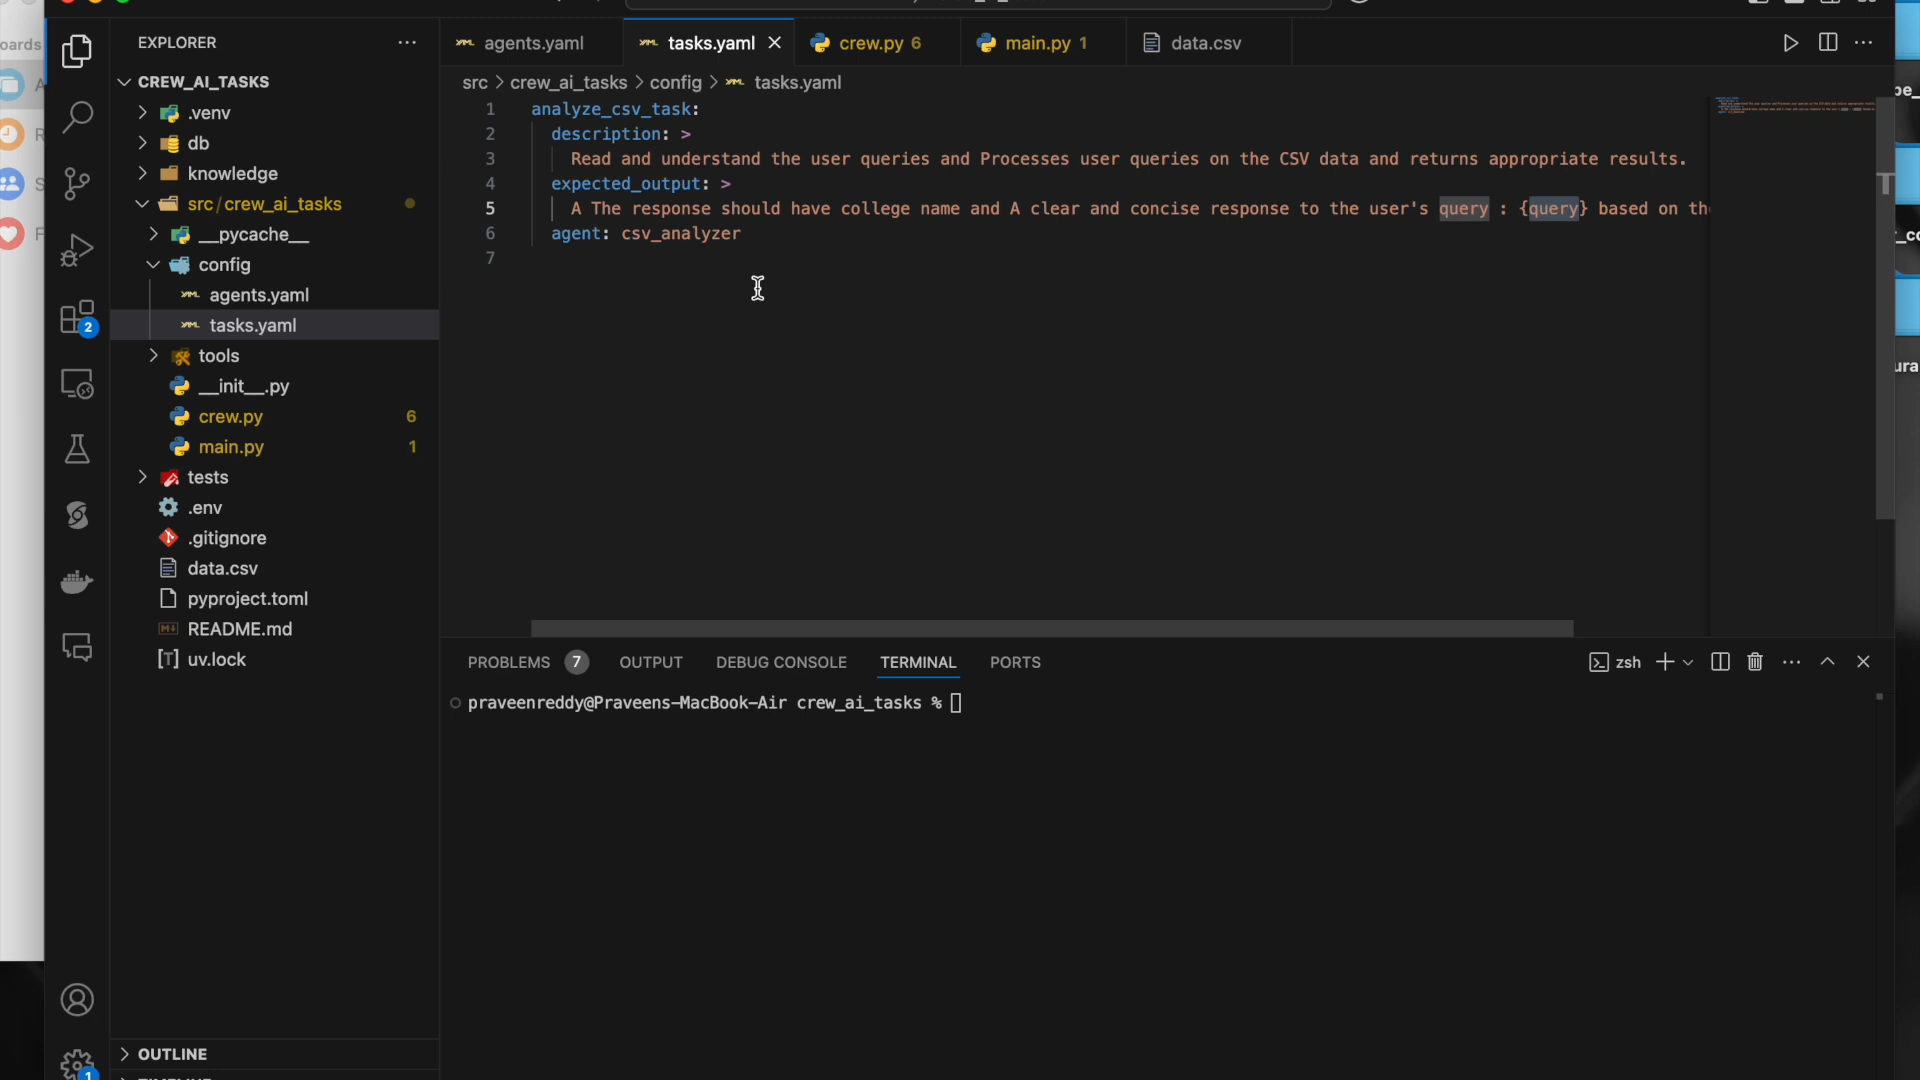 EXPLORER
CREW_AI_TASKS
.venv
db
knowledge
src/crew_ai_tasks
__pycache__
config
agents.yaml
tasks.yaml
tools
__init__.py
crew.py 6
main.py 1
tests
.env
.gitignore
data.csv
pyproject.toml
README.md
uv.lock
OUTLINE
2
1
agents.yaml
tasks.yaml
crew.py 6
main.py 1
data.csv
src > crew_ai_tasks > config > tasks.yaml
1 analyze_csv_task:
2 description: >
3 Read and understand the user queries and Processes user queries on the CSV data and returns appropriate results.
4 expected_output: >
5 A The response should have college name and A clear and concise response to the user's query : {query} based on th
6 agent: csv_analyzer
7
PROBLEMS 7 OUTPUT DEBUG CONSOLE TERMINAL PORTS
zsh
praveenreddy@Praveens-MacBook-Air crew_ai_tasks %